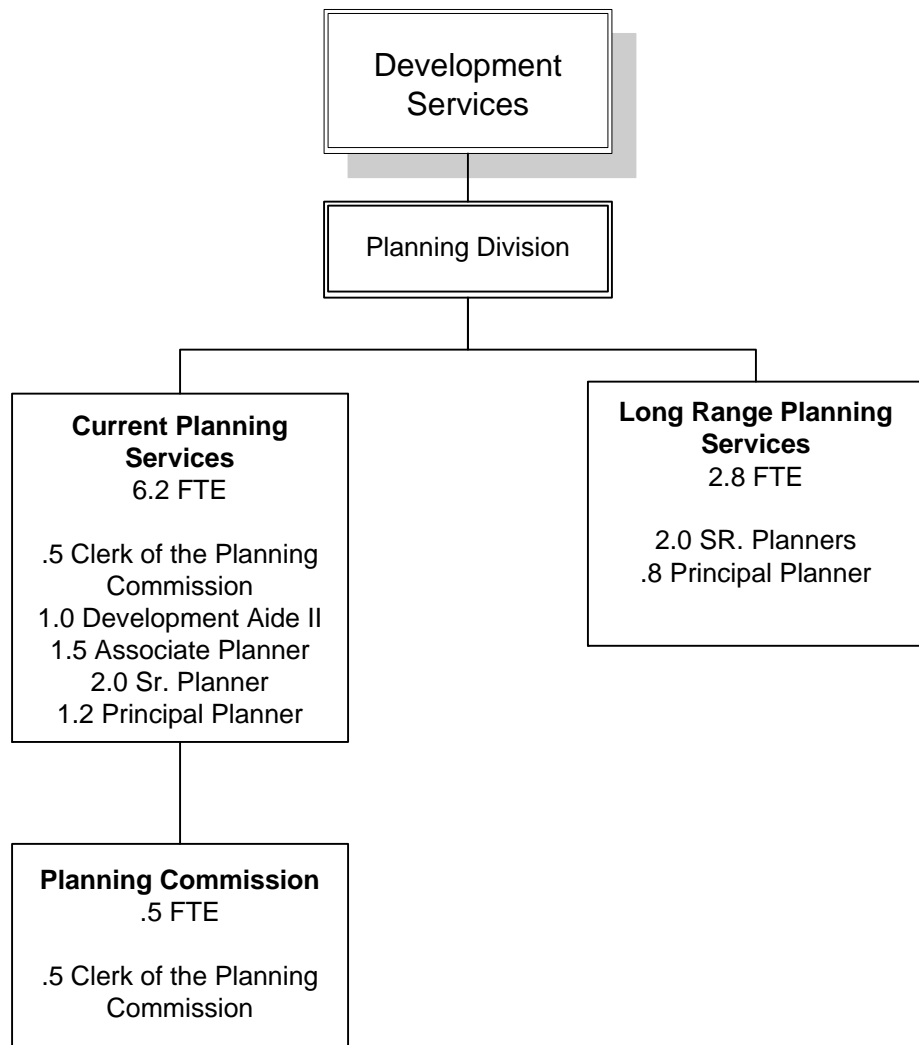 Development
Services
Planning Division
Current Planning
Services
6.2 FTE
.5 Clerk of the Planning
Commission
1.0 Development Aide II
1.5 Associate Planner
2.0 Sr. Planner
1.2 Principal Planner
Long Range Planning
Services
2.8 FTE
2.0 SR. Planners
.8 Principal Planner
Planning Commission
.5 FTE
.5 Clerk of the Planning
Commission